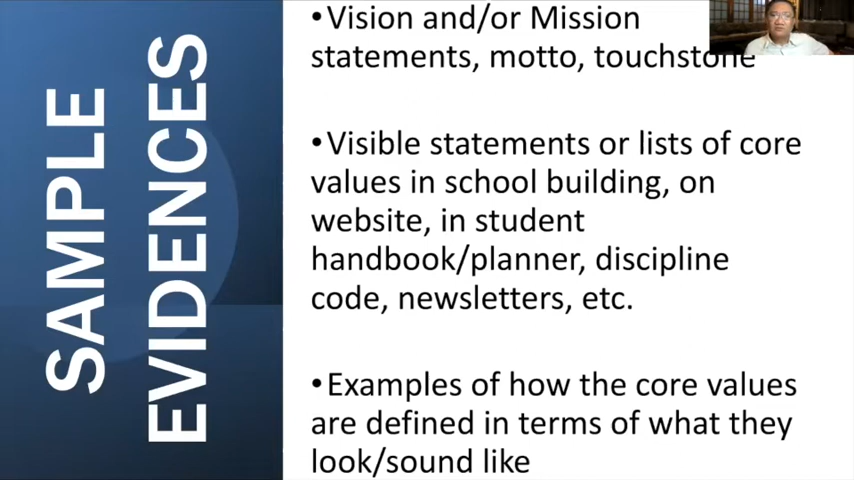 SAMPLE
EVIDENCES
•Vision and/or Mission
statements, motto, touchstone
•Visible statements or lists of core
values in school building, on
website, in student
handbook/planner, discipline
code, newsletters, etc.
•Examples of how the core values
are defined in terms of what they
look/sound like